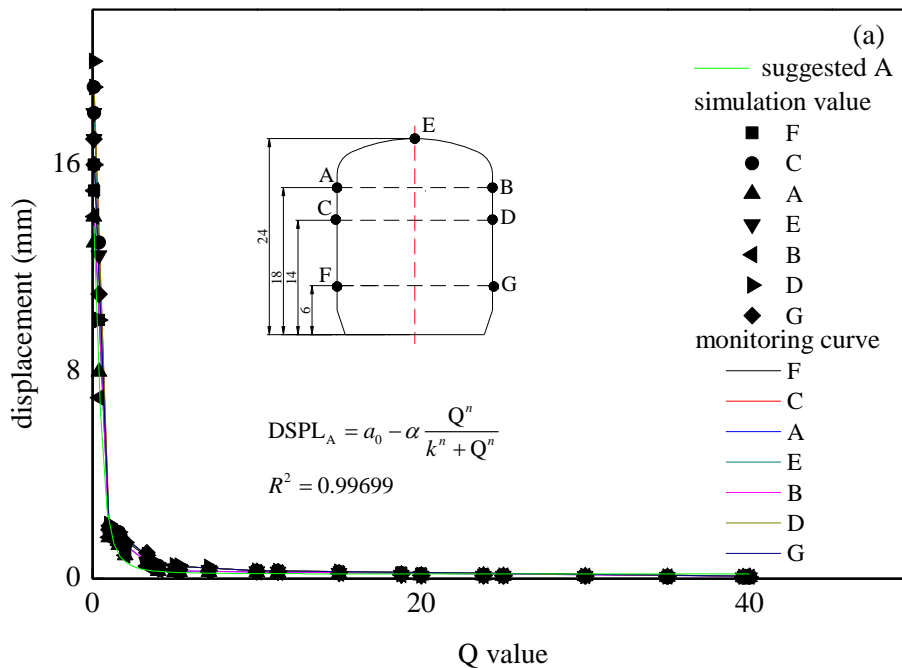 (a)
suggested A
simulation value
F
C
A
E
B
D
G
monitoring curve
F
C
A
E
B
D
G
displacement (mm)
16
8
0
0
20
40
Q value
E
A
B
C
D
F
G
24
18
14
6
DSPL_A = a_0 − α Q^n / (k^n + Q^n)
R^2 = 0.99699